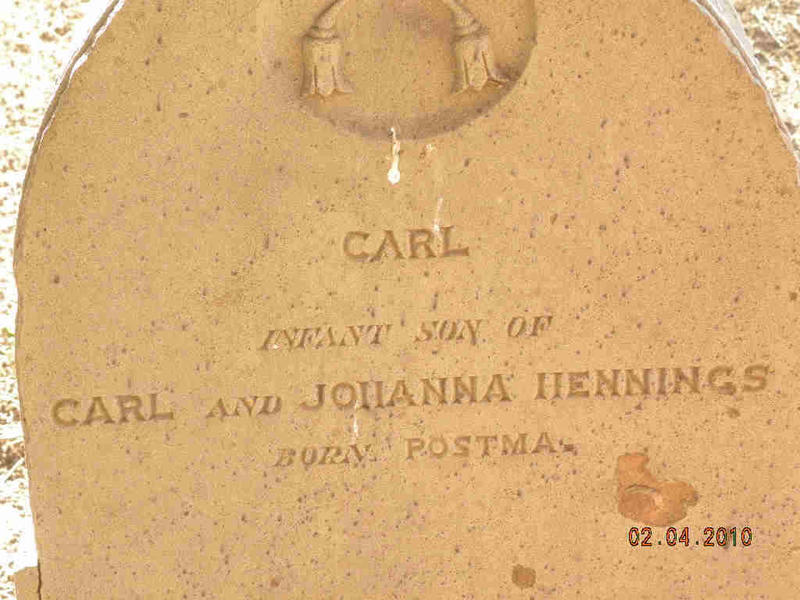 CARL
INFANT SON OF
CARL AND JOHANNA HENNINGS
BORN POSTMA.
02.04.2010